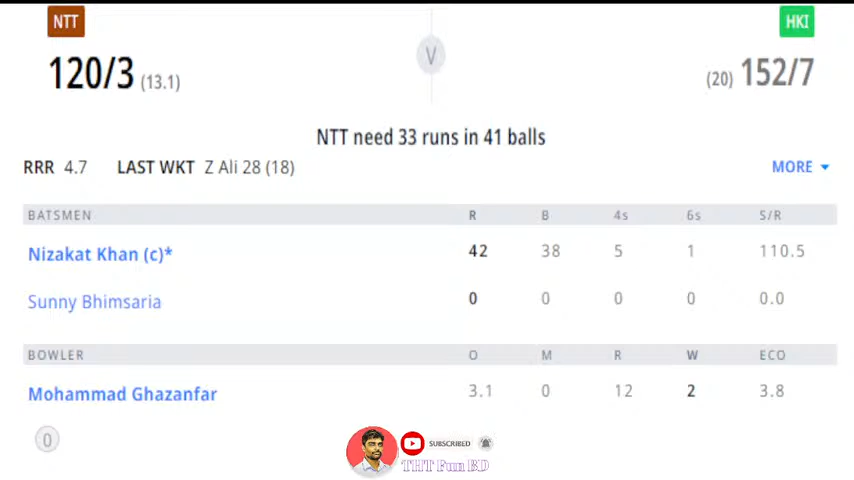 NTT HKI
120/3 (13.1) V (20) 152/7
NTT need 33 runs in 41 balls
RRR 4.7 LAST WKT Z Ali 28 (18) MORE
BATSMEN R B 4s 6s S/R
Nizakat Khan (c)* 42 38 5 1 110.5
Sunny Bhimsaria 0 0 0 0 0.0
BOWLER O M R W ECO
Mohammad Ghazanfar 3.1 0 12 2 3.8
0
SUBSCRIBED
THT Fun BD